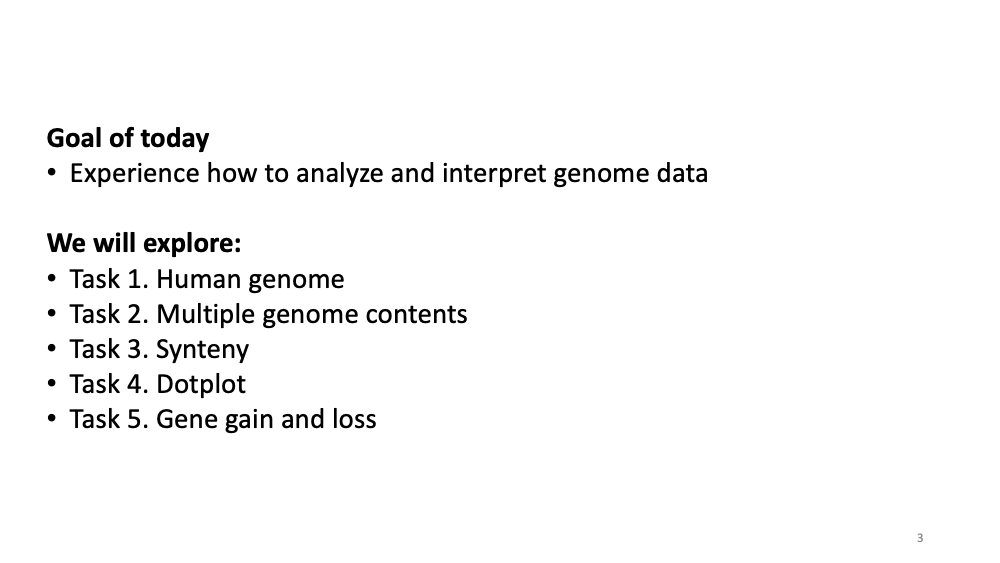 Goal of today
• Experience how to analyze and interpret genome data
We will explore:
• Task 1. Human genome
• Task 2. Multiple genome contents
• Task 3. Synteny
• Task 4. Dotplot
• Task 5. Gene gain and loss
3